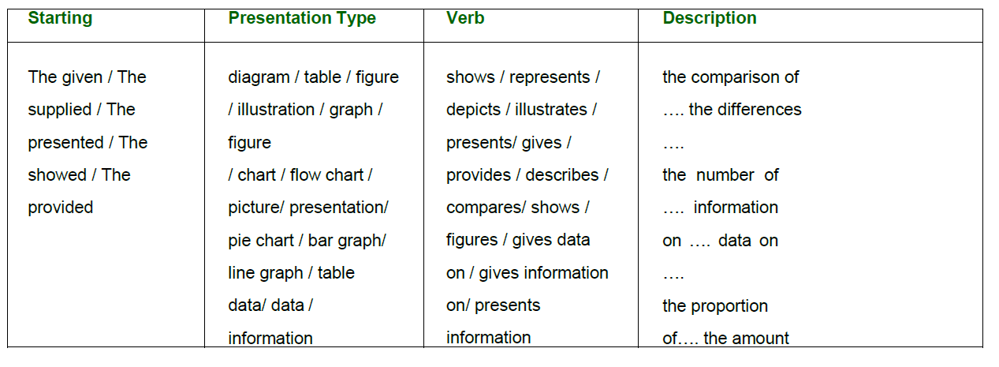 Starting
Presentation Type
Verb
Description
The given / The
supplied / The
presented / The
showed / The
provided
diagram / table / figure
/ illustration / graph /
figure
/ chart / flow chart /
picture/ presentation/
pie chart / bar graph/
line graph / table
data/ data /
information
shows / represents /
depicts / illustrates /
presents/ gives /
provides / describes /
compares/ shows /
figures / gives data
on / gives information
on/ presents
information
the comparison of
…. the differences
….
the number of
…. information
on …. data on
….
the proportion
of…. the amount